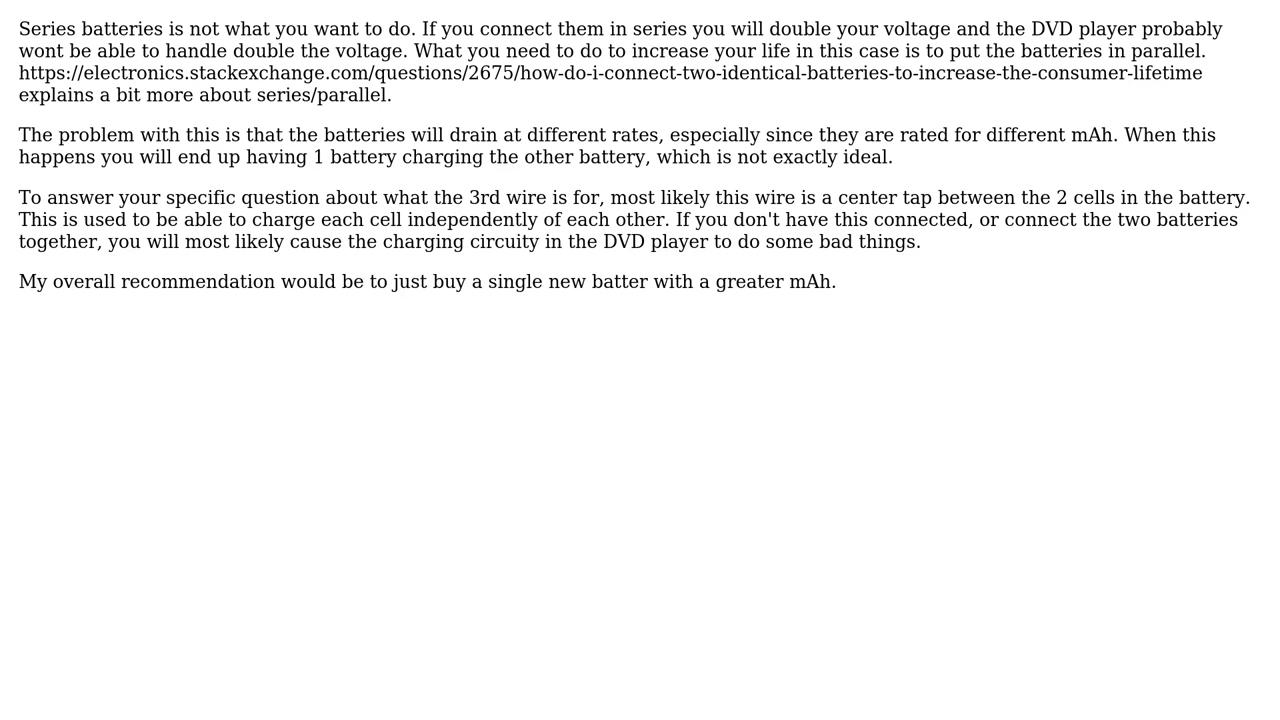 Series batteries is not what you want to do. If you connect them in series you will double your voltage and the DVD player probably
wont be able to handle double the voltage. What you need to do to increase your life in this case is to put the batteries in parallel.
https://electronics.stackexchange.com/questions/2675/how-do-i-connect-two-identical-batteries-to-increase-the-consumer-lifetime
explains a bit more about series/parallel.
The problem with this is that the batteries will drain at different rates, especially since they are rated for different mAh. When this
happens you will end up having 1 battery charging the other battery, which is not exactly ideal.
To answer your specific question about what the 3rd wire is for, most likely this wire is a center tap between the 2 cells in the battery.
This is used to be able to charge each cell independently of each other. If you don't have this connected, or connect the two batteries
together, you will most likely cause the charging circuity in the DVD player to do some bad things.
My overall recommendation would be to just buy a single new batter with a greater mAh.